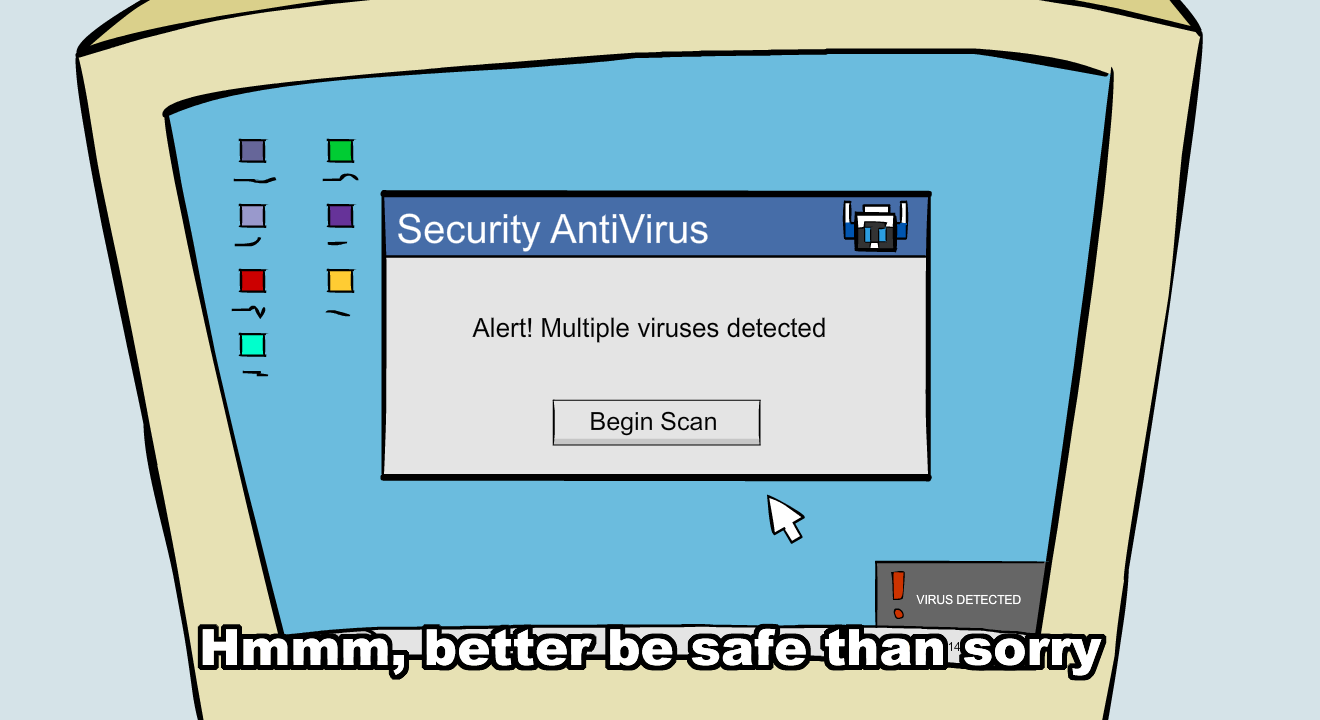 Security AntiVirus
Alert! Multiple viruses detected
Begin Scan
VIRUS DETECTED
Hmmm, better be safe than sorry